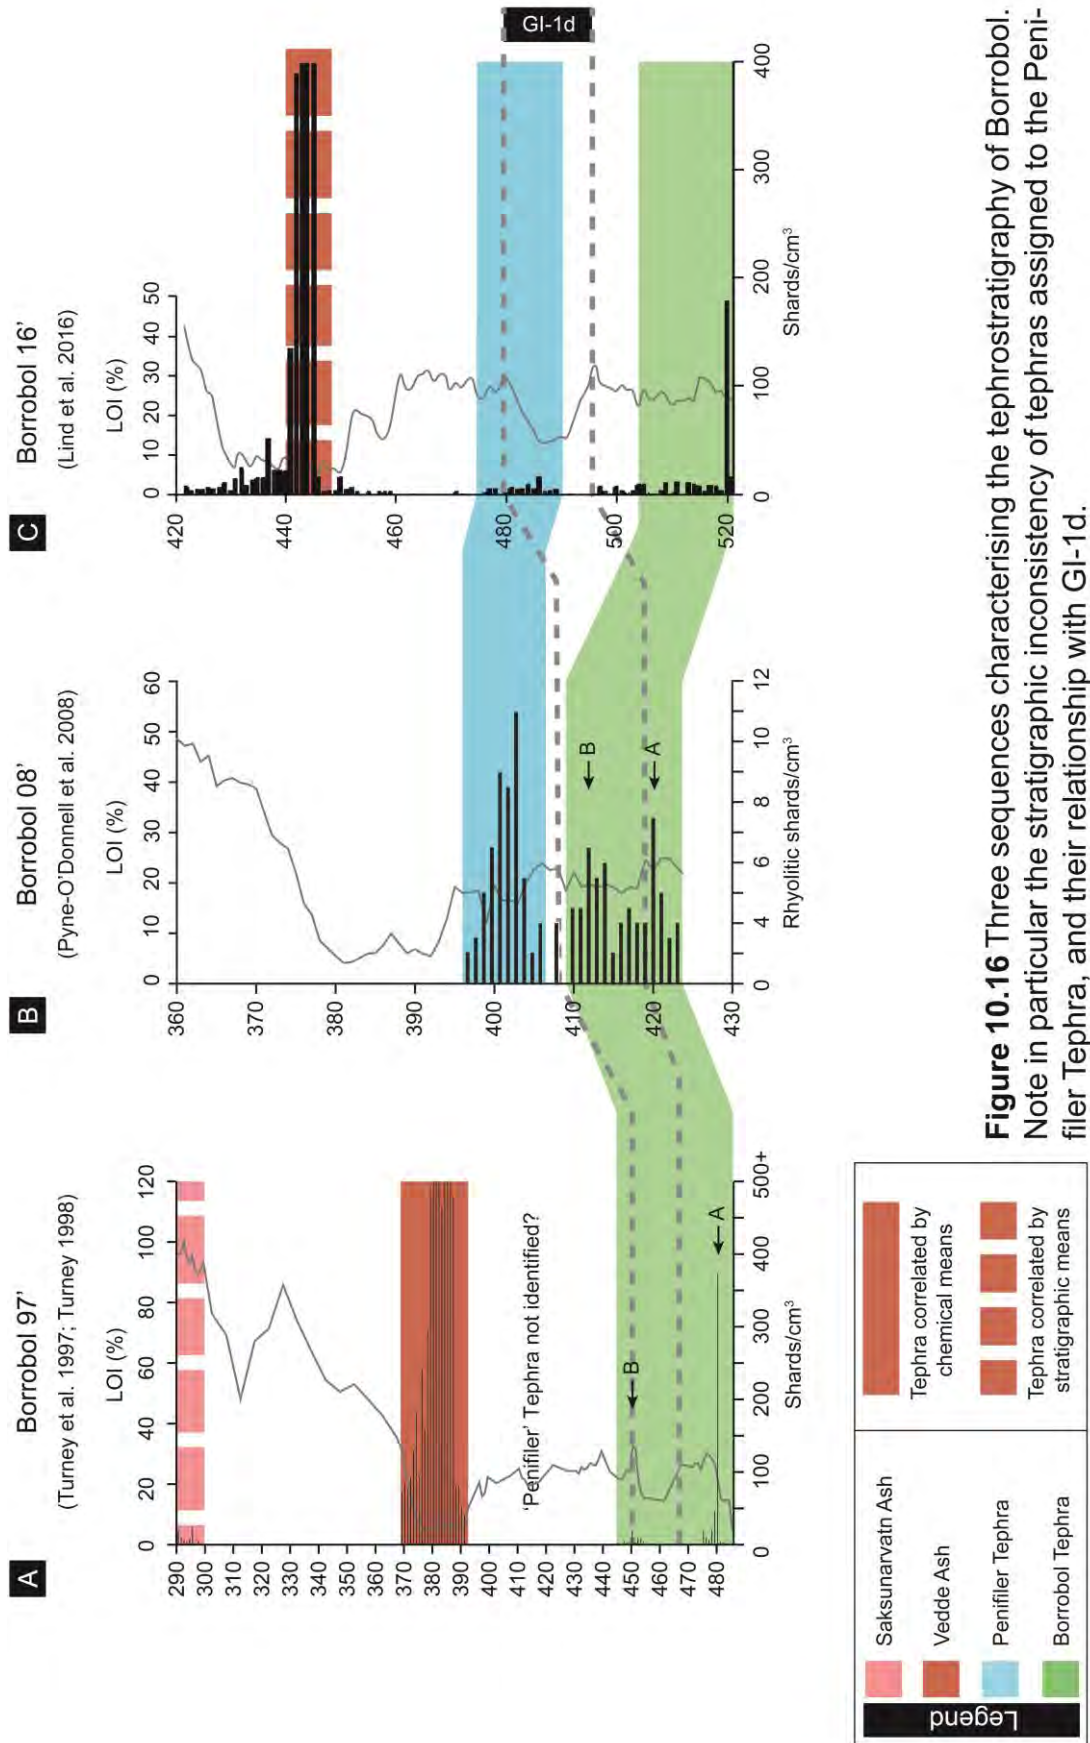 A
Borrobol 97'
(Turney et al. 1997; Turney 1998)
LOI (%)
0 20 40 60 80 100 120
290
300
310
320
330
340
350
360
370
380
390
400
410
420
430
440
450
460
470
480
'Penifiler' Tephra not identified?
B
A
0 100 200 300 400 500+
Shards/cm³
B
Borrobol 08'
(Pyne-O'Donnell et al. 2008)
LOI (%)
0 10 20 30 40 50 60
360
370
380
390
400
410
420
430
B
A
0 2 4 6 8 10 12
Rhyolitic shards/cm³
C
Borrobol 16'
(Lind et al. 2016)
LOI (%)
0 10 20 30 40 50
420
440
460
480
500
520
0 100 200 300 400
Shards/cm³
GI-1d
Legend
Saksunarvatn Ash
Vedde Ash
Penifiler Tephra
Borrobol Tephra
Tephra correlated by
chemical means
Tephra correlated by
stratigraphic means
Figure 10.16 Three sequences characterising the tephrostratigraphy of Borrobol.
Note in particular the stratigraphic inconsistency of tephras assigned to the Peni-
filer Tephra, and their relationship with GI-1d.